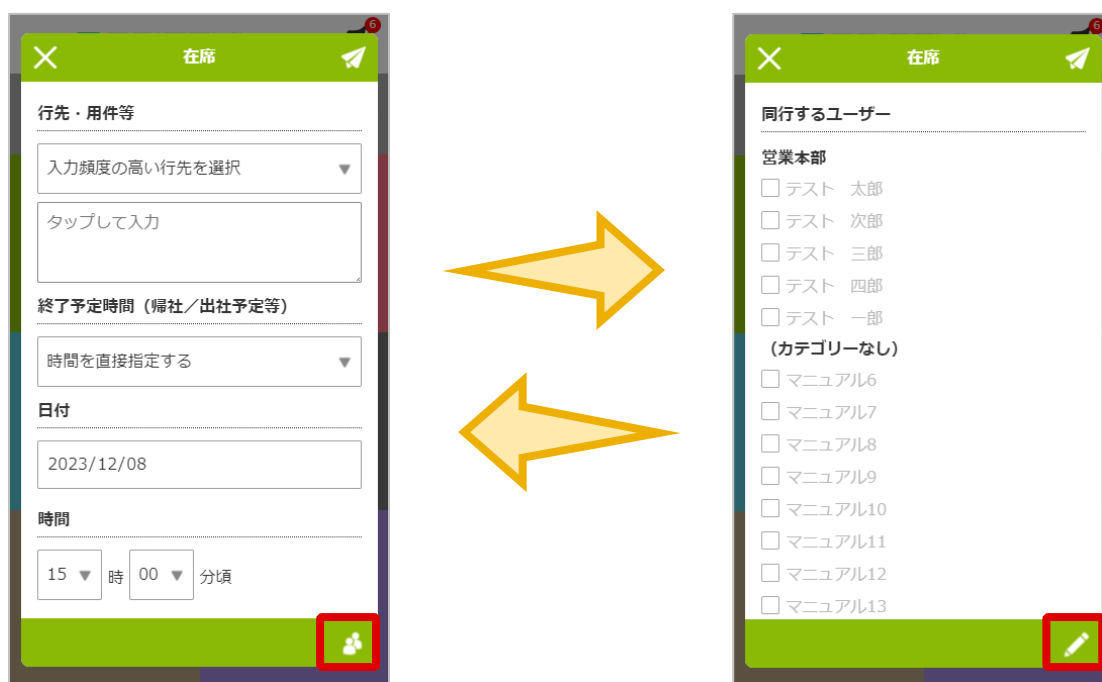 6
在席
行先・用件等
入力頻度の高い行先を選択
タップして入力
終了予定時間（帰社／出社予定等）
時間を直接指定する
日付
2023/12/08
時間
15 時 00 分頃
6
在席
同行するユーザー
営業本部
テスト　太郎
テスト　次郎
テスト　三郎
テスト　四郎
テスト　一郎
（カテゴリーなし）
マニュアル6
マニュアル7
マニュアル8
マニュアル9
マニュアル10
マニュアル11
マニュアル12
マニュアル13